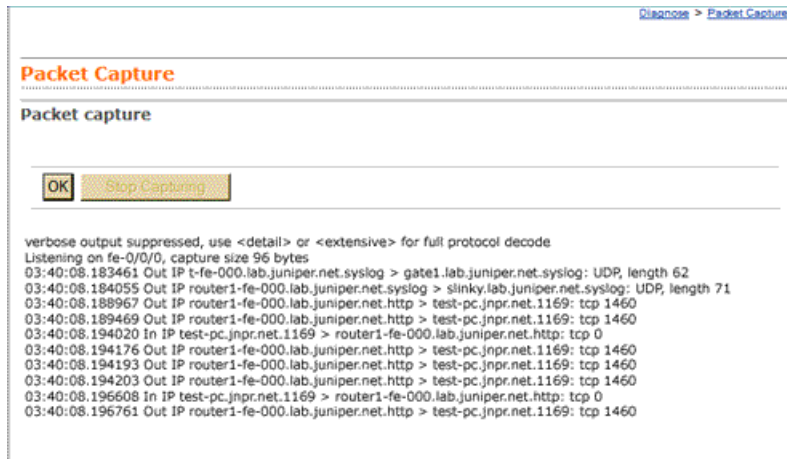 Diagnose > Packet Capture
Packet Capture
Packet capture
OK Stop Capturing
verbose output suppressed, use <detail> or <extensive> for full protocol decode
Listening on fe-0/0/0, capture size 96 bytes
03:40:08.183461 Out IP t-fe-000.lab.juniper.net.syslog > gate1.lab.juniper.net.syslog: UDP, length 62
03:40:08.184055 Out IP router1-fe-000.lab.juniper.net.syslog > slinky.lab.juniper.net.syslog: UDP, length 71
03:40:08.188967 Out IP router1-fe-000.lab.juniper.net.http > test-pc.jnpr.net.1169: tcp 1460
03:40:08.189469 Out IP router1-fe-000.lab.juniper.net.http > test-pc.jnpr.net.1169: tcp 1460
03:40:08.194020 In IP test-pc.jnpr.net.1169 > router1-fe-000.lab.juniper.net.http: tcp 0
03:40:08.194176 Out IP router1-fe-000.lab.juniper.net.http > test-pc.jnpr.net.1169: tcp 1460
03:40:08.194193 Out IP router1-fe-000.lab.juniper.net.http > test-pc.jnpr.net.1169: tcp 1460
03:40:08.194203 Out IP router1-fe-000.lab.juniper.net.http > test-pc.jnpr.net.1169: tcp 1460
03:40:08.196608 In IP test-pc.jnpr.net.1169 > router1-fe-000.lab.juniper.net.http: tcp 0
03:40:08.196761 Out IP router1-fe-000.lab.juniper.net.http > test-pc.jnpr.net.1169: tcp 1460